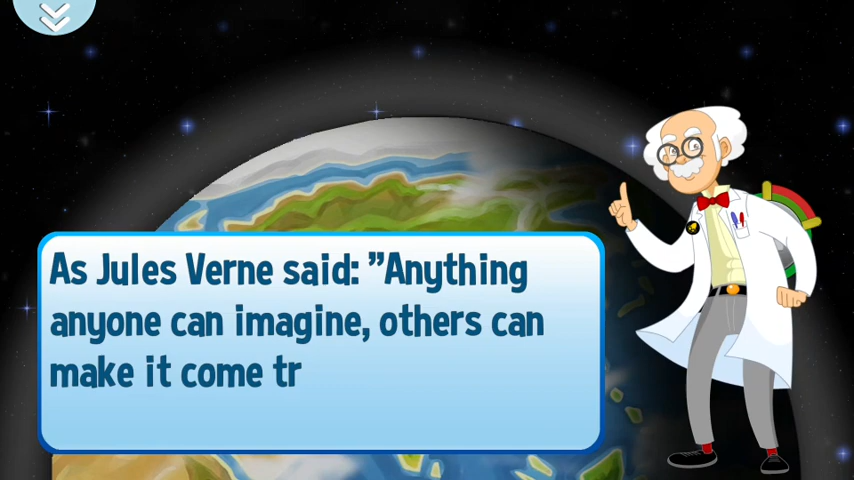 As Jules Verne said: ”Anything
anyone can imagine, others can
make it come tr